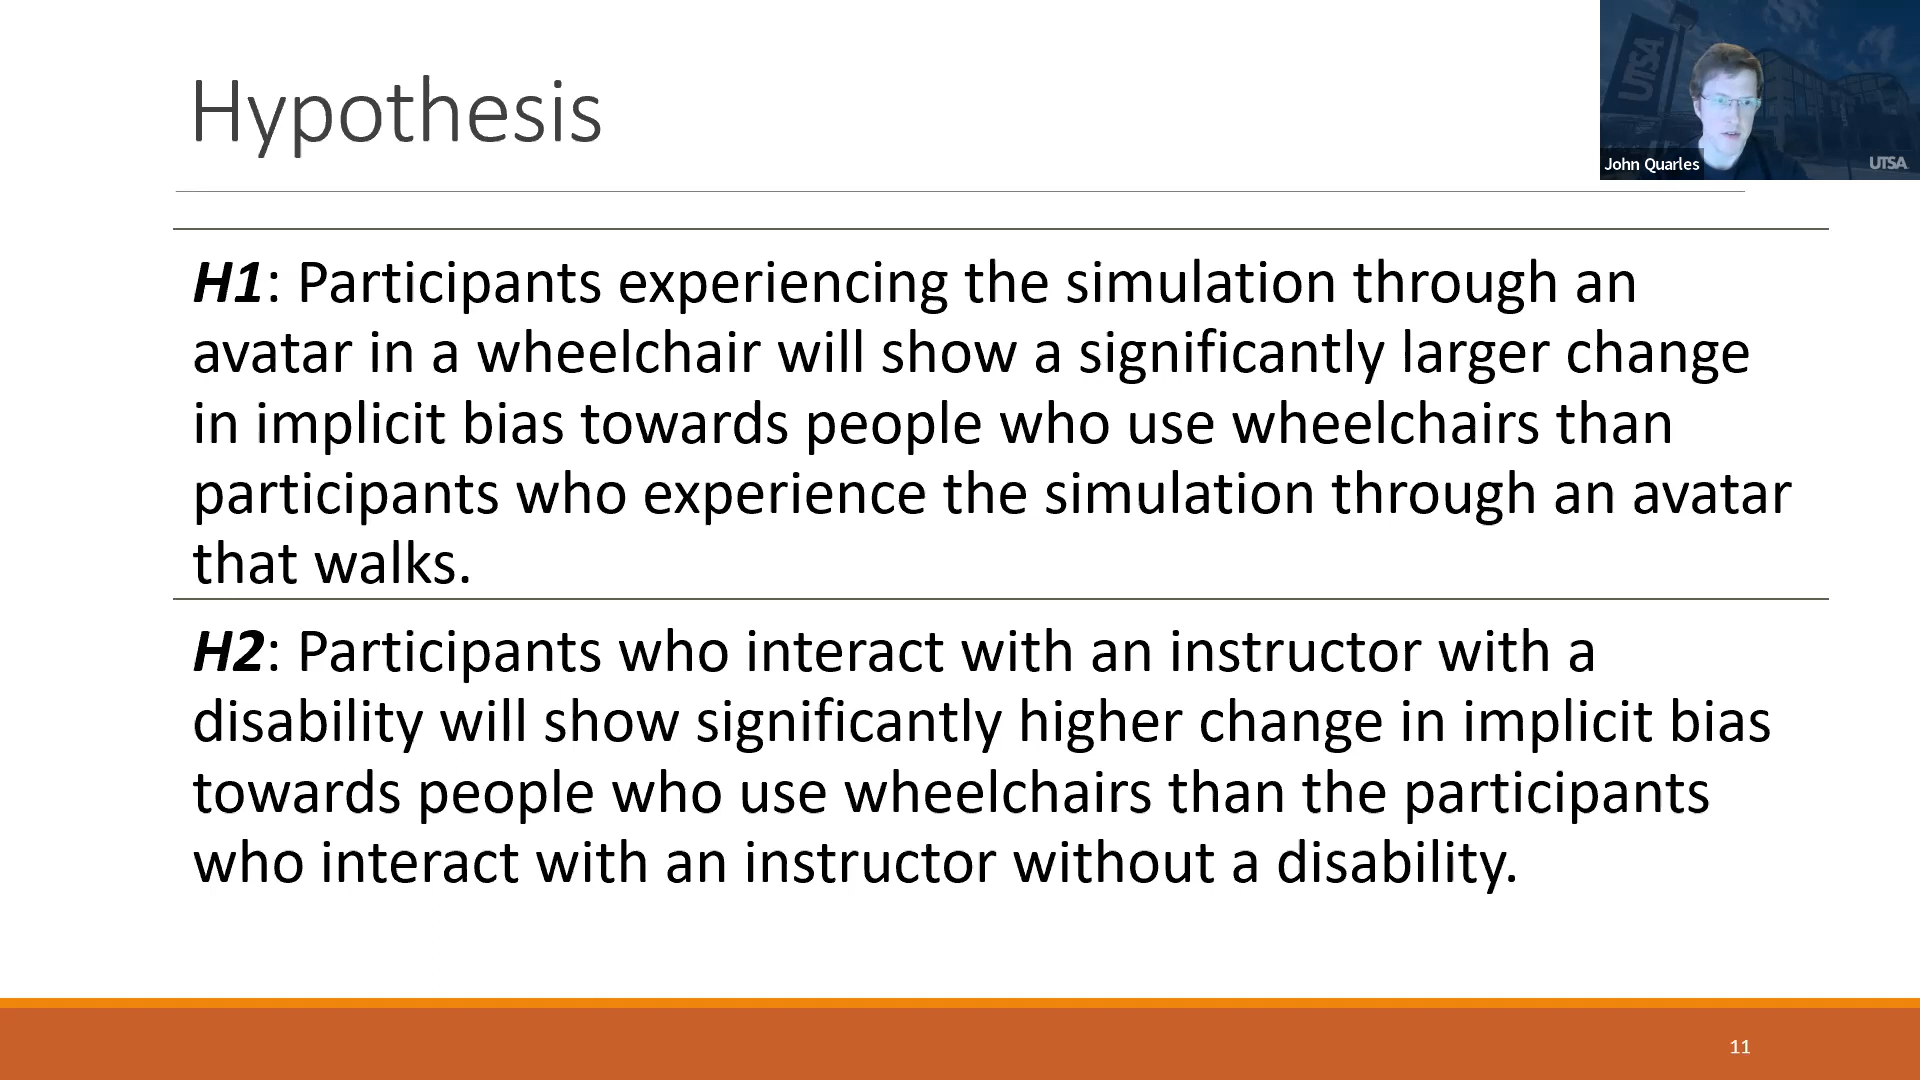 Hypothesis
UTSA
John Quarles
UTSA
H1: Participants experiencing the simulation through an
avatar in a wheelchair will show a significantly larger change
in implicit bias towards people who use wheelchairs than
participants who experience the simulation through an avatar
that walks.
H2: Participants who interact with an instructor with a
disability will show significantly higher change in implicit bias
towards people who use wheelchairs than the participants
who interact with an instructor without a disability.
11